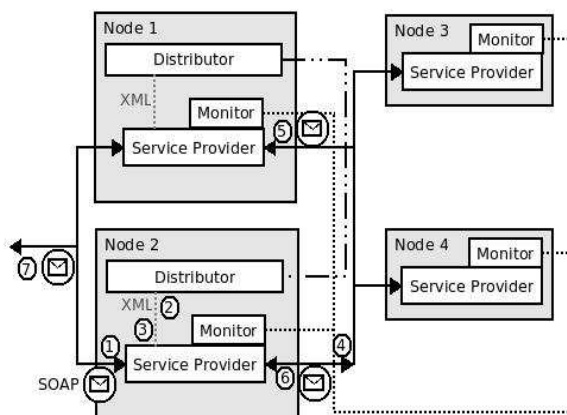 Node 1
Distributor
XML
Monitor
5
Service Provider
Node 3
Monitor
Service Provider
7
Node 2
Distributor
XML
2
3
Monitor
1
Service Provider
4
6
SOAP
Node 4
Monitor
Service Provider